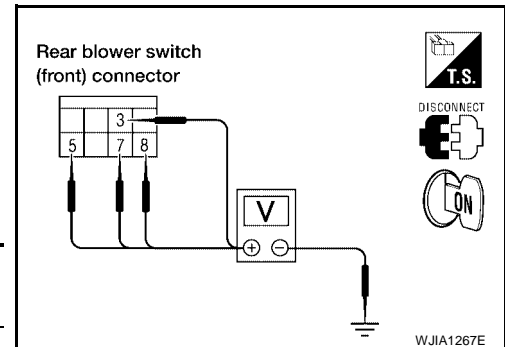 Rear blower switch
(front) connector
T.S.
DISCONNECT
3
5 7 8
ON
V
+ −
WJIA1267E